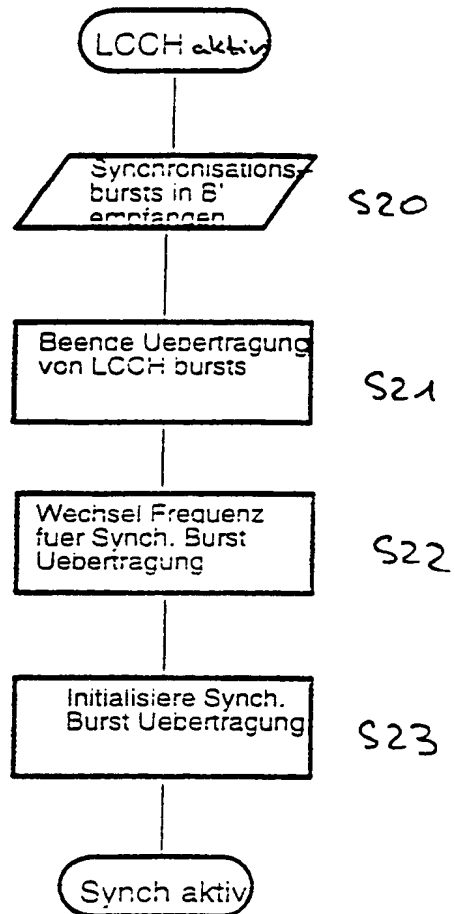 LCCH aktiv
Synchronisations-
bursts in B'
empfangen
S20
Beende Uebertragung
von LCCH bursts
S21
Wechsel Frequenz
fuer Synch. Burst
Uebertragung
S22
Initialisiere Synch.
Burst Uebertragung
S23
Synch aktiv